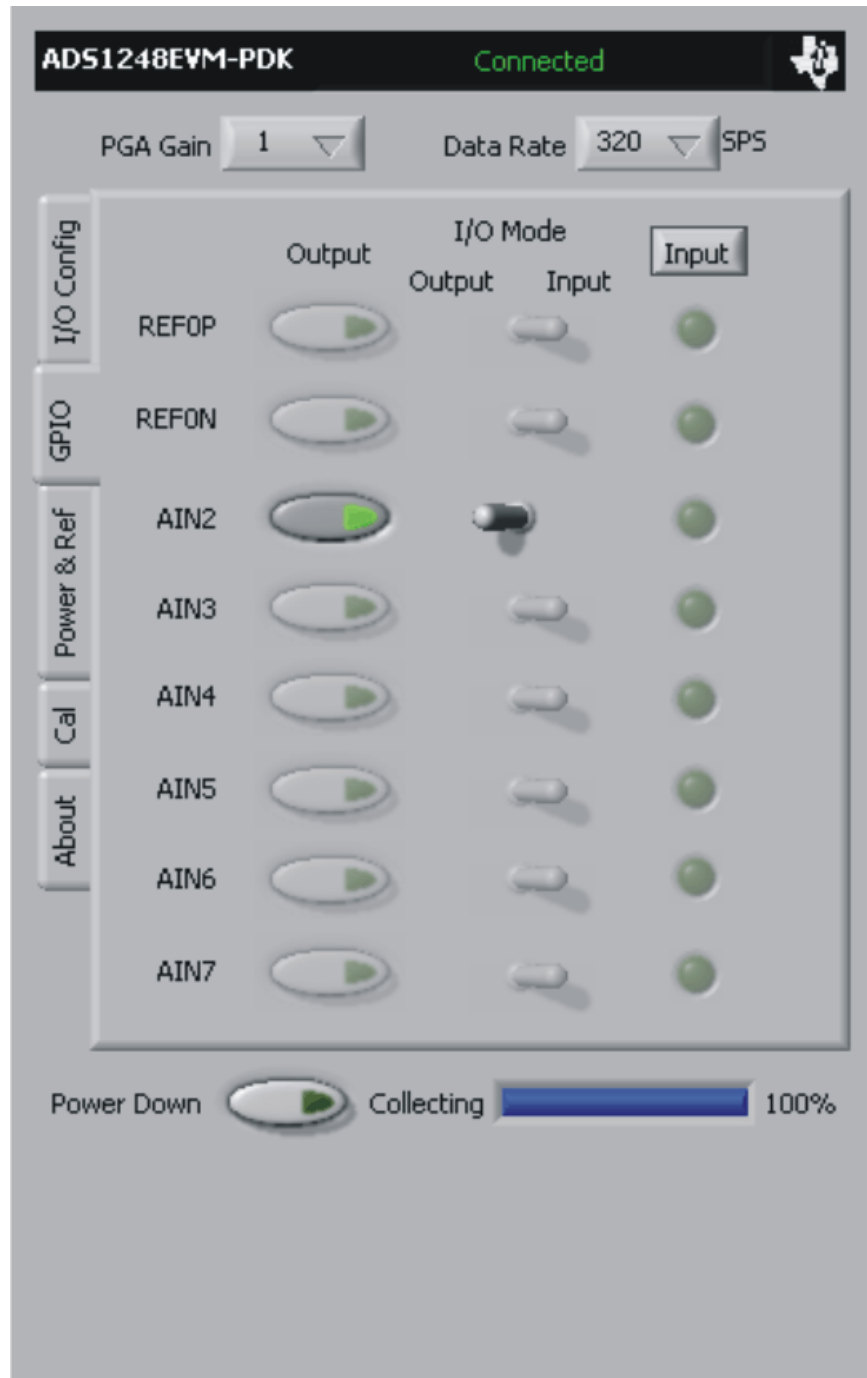 ADS1248EVM-PDK Connected
PGA Gain 1 Data Rate 320 SPS
I/O Config
GPIO
Power & Ref
Cal
About
Output I/O Mode Input
Output Input
REF0P
REF0N
AIN2
AIN3
AIN4
AIN5
AIN6
AIN7
Power Down Collecting 100%